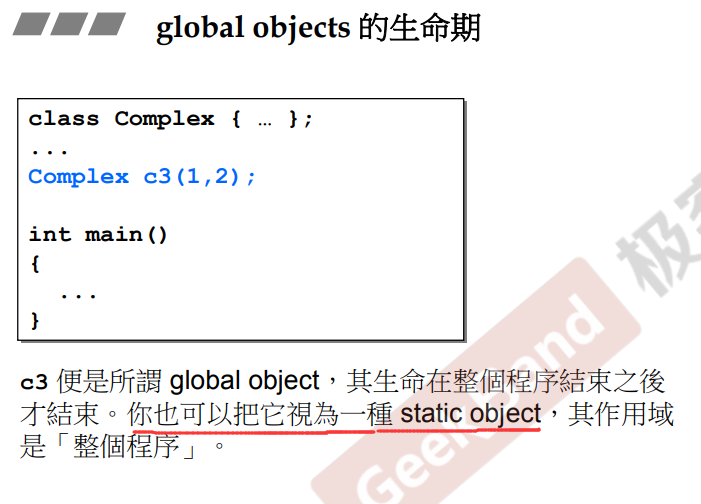 global objects 的生命期
class Complex { … };
...
Complex c3(1,2);
int main()
{
...
}
c3 便是所謂 global object，其生命在整個程序結束之後
才結束。你也可以把它視為一種 static object，其作用域
是「整個程序」。
GeekBand
极客